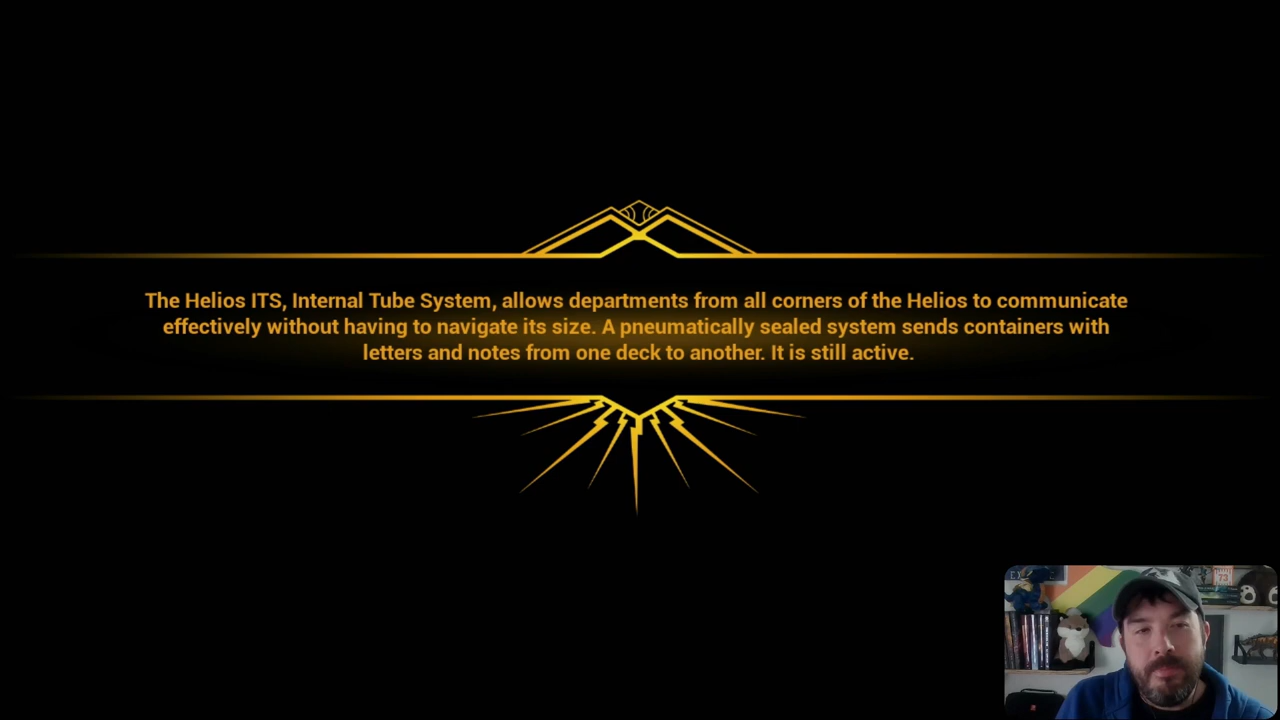 The Helios ITS, Internal Tube System, allows departments from all corners of the Helios to communicate
effectively without having to navigate its size. A pneumatically sealed system sends containers with
letters and notes from one deck to another. It is still active.
73